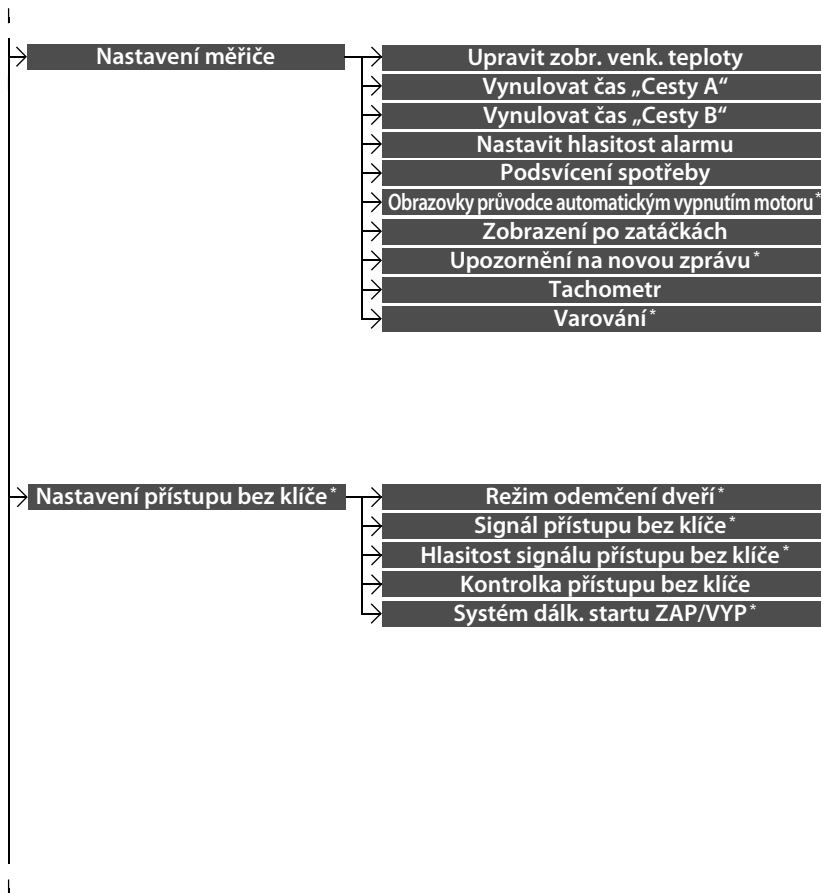 Nastavení měřiče
Upravit zobr. venk. teploty
Vynulovat čas „Cesty A“
Vynulovat čas „Cesty B“
Nastavit hlasitost alarmu
Podsvícení spotřeby
Obrazovky průvodce automatickým vypnutím motoru*
Zobrazení po zatáčkách
Upozornění na novou zprávu*
Tachometr
Varování*
Nastavení přístupu bez klíče*
Režim odemčení dveří*
Signál přístupu bez klíče*
Hlasitost signálu přístupu bez klíče*
Kontrolka přístupu bez klíče
Systém dálk. startu ZAP/VYP*